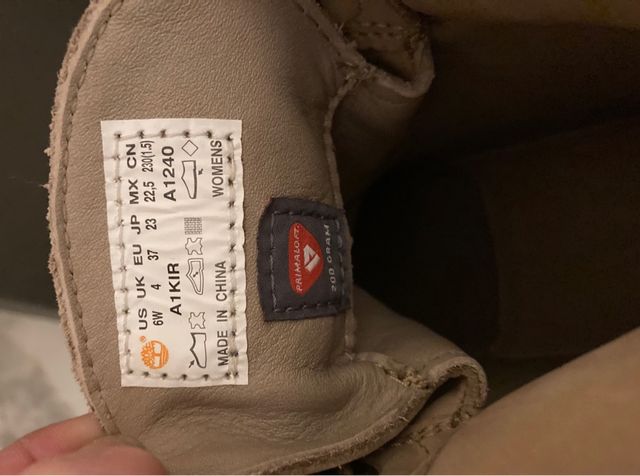 US UK EU JP MX CN
6W 4 37 23 22,5 230(1.5)
A1KIR A1240
MADE IN CHINA WOMENS
PRIMALOFT
200 GRAM